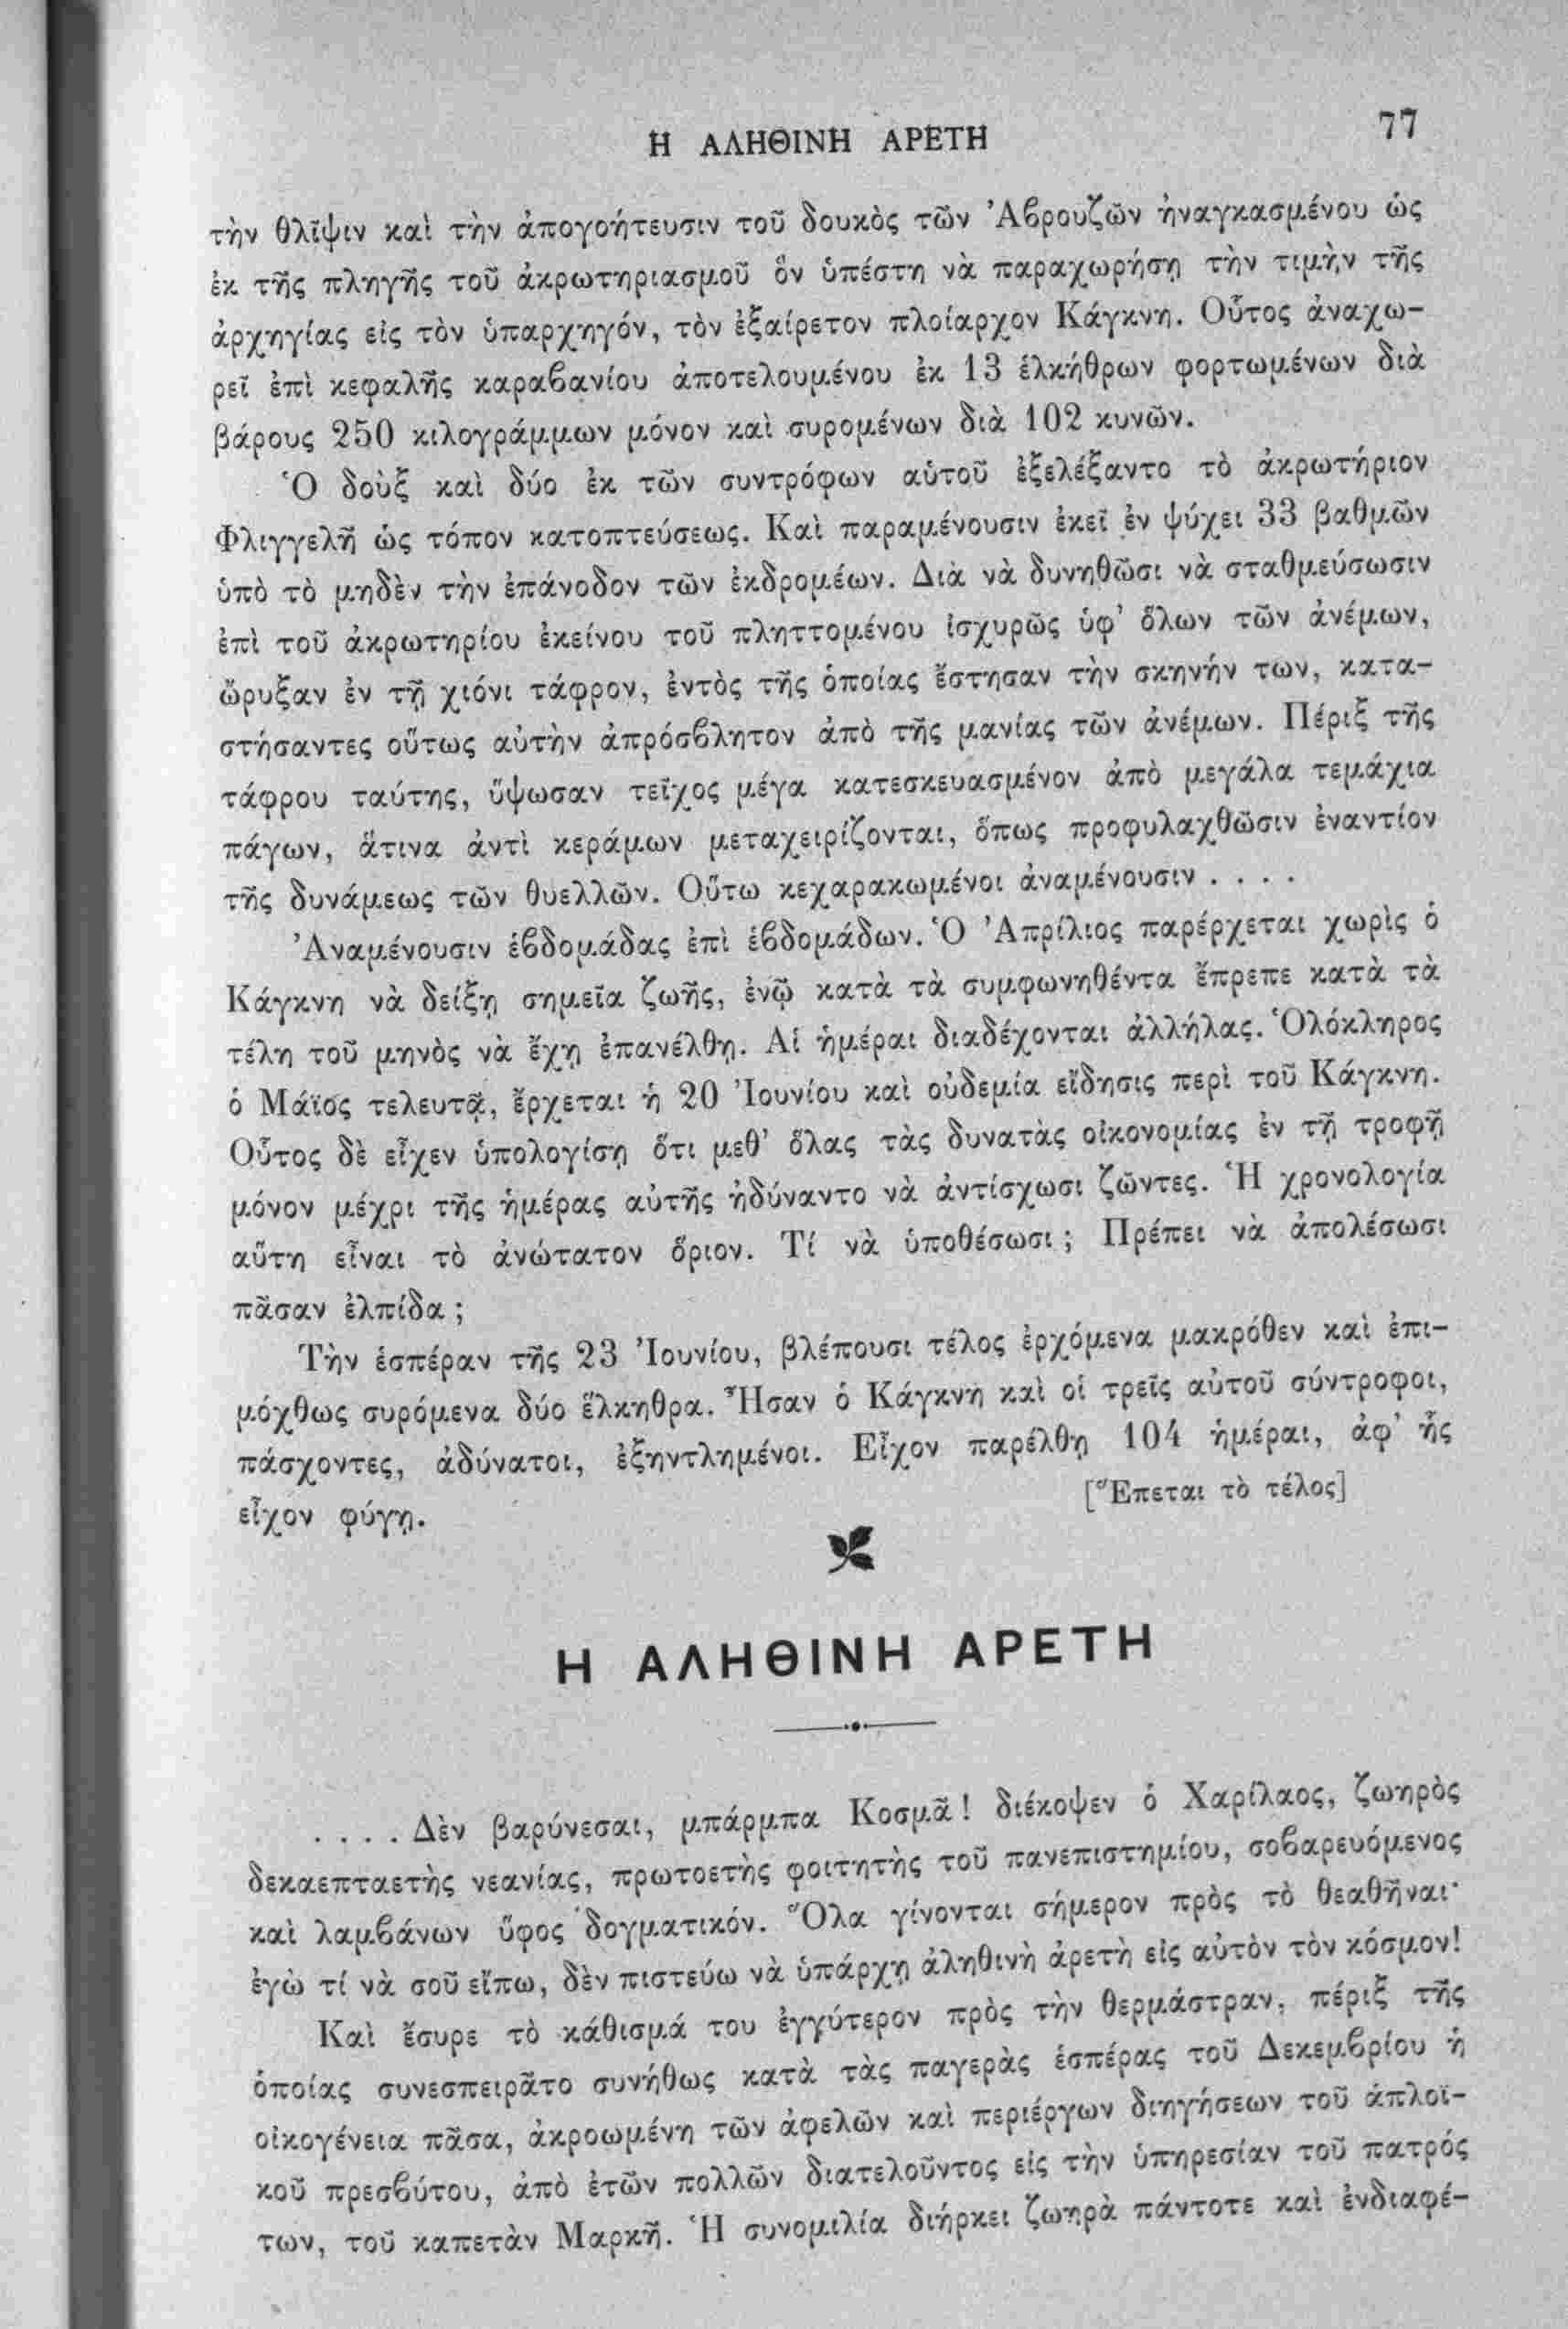 Η ΑΛΗΘΙΝΗ ΑΡΕΤΗ 77
τὴν θλῖψιν καὶ τὴν ἀπογοήτευσιν τοῦ δουκὸς τῶν Ἀβρουζῶν ἠναγκασμένου ὡς
ἐκ τῆς πληγῆς τοῦ ἀκρωτηριασμοῦ ὃν ὑπέστη νὰ παραχωρήσῃ τὴν τιμὴν τῆς
ἀρχηγίας εἰς τὸν ὑπαρχηγόν, τὸν ἐξαίρετον πλοίαρχον Κάγκνη. Οὗτος ἀναχω-
ρεῖ ἐπὶ κεφαλῆς καραβανίου ἀποτελουμένου ἐκ 13 ἑλκήθρων φορτωμένων διὰ
βάρους 250 κιλογράμμων μόνον καὶ συρομένων διὰ 102 κυνῶν.
Ὁ δοὺξ καὶ δύο ἐκ τῶν συντρόφων αὑτοῦ ἐξελέξαντο τὸ ἀκρωτήριον
Φλιγγελῆ ὡς τόπον κατοπτεύσεως. Καὶ παραμένουσιν ἐκεῖ ἐν ψύχει 33 βαθμῶν
ὑπὸ τὸ μηδὲν τὴν ἐπάνοδον τῶν ἐκδρομέων. Διὰ νὰ δυνηθῶσι νὰ σταθμεύσωσιν
ἐπὶ τοῦ ἀκρωτηρίου ἐκείνου τοῦ πληττομένου ἰσχυρῶς ὑφ' ὅλων τῶν ἀνέμων,
ὤρυξαν ἐν τῇ χιόνι τάφρον, ἐντὸς τῆς ὁποίας ἔστησαν τὴν σκηνήν των, κατα-
στήσαντες οὕτως αὐτὴν ἀπρόσβλητον ἀπὸ τῆς μανίας τῶν ἀνέμων. Πέριξ τῆς
τάφρου ταύτης, ὕψωσαν τεῖχος μέγα κατεσκευασμένον ἀπὸ μεγάλα τεμάχια
πάγων, ἅτινα ἀντὶ κεράμων μεταχειρίζονται, ὅπως προφυλαχθῶσιν ἐναντίον
τῆς δυνάμεως τῶν θυελλῶν. Οὕτω κεχαρακωμένοι ἀναμένουσιν . . . .
Ἀναμένουσιν ἑβδομάδας ἐπὶ ἑβδομάδων. Ὁ Ἀπρίλιος παρέρχεται χωρὶς ὁ
Κάγκνη νὰ δείξῃ σημεῖα ζωῆς, ἐνῷ κατὰ τὰ συμφωνηθέντα ἔπρεπε κατὰ τὰ
τέλη τοῦ μηνὸς νὰ ἔχῃ ἐπανέλθῃ. Αἱ ἡμέραι διαδέχονται ἀλλήλας. Ὁλόκληρος
ὁ Μάϊος τελευτᾷ, ἔρχεται ἡ 20 Ἰουνίου καὶ οὐδεμία εἴδησις περὶ τοῦ Κάγκνη.
Οὗτος δὲ εἶχεν ὑπολογίσῃ ὅτι μεθ' ὅλας τὰς δυνατὰς οἰκονομίας ἐν τῇ τροφῇ
μόνον μέχρι τῆς ἡμέρας αὐτῆς ἠδύναντο νὰ ἀντίσχωσι ζῶντες. Ἡ χρονολογία
αὕτη εἶναι τὸ ἀνώτατον ὅριον. Τί νὰ ὑποθέσωσι ; Πρέπει νὰ ἀπολέσωσι
πᾶσαν ἐλπίδα ;
Τὴν ἑσπέραν τῆς 23 Ἰουνίου, βλέπουσι τέλος ἐρχόμενα μακρόθεν καὶ ἐπι-
μόχθως συρόμενα δύο ἕλκηθρα. Ἦσαν ὁ Κάγκνη καὶ οἱ τρεῖς αὐτοῦ σύντροφοι,
πάσχοντες, ἀδύνατοι, ἐξηντλημένοι. Εἶχον παρέλθῃ 104 ἡμέραι, ἀφ' ἧς
εἶχον φύγῃ.
[Ἕπεται τὸ τέλος]
Η ΑΛΗΘΙΝΗ ΑΡΕΤΗ
. . . . Δὲν βαρύνεσαι, μπάρμπα Κοσμᾶ! διέκοψεν ὁ Χαρίλαος, ζωηρὸς
δεκαεπταετὴς νεανίας, πρωτοετὴς φοιτητὴς τοῦ πανεπιστημίου, σοβαρευόμενος
καὶ λαμβάνων ὕφος δογματικόν. Ὅλα γίνονται σήμερον πρὸς τὸ θεαθῆναι·
ἐγὼ τί νὰ σοῦ εἴπω, δὲν πιστεύω νὰ ὑπάρχῃ ἀληθινὴ ἀρετὴ εἰς αὐτὸν τὸν κόσμον!
Καὶ ἔσυρε τὸ κάθισμά του ἐγγύτερον πρὸς τὴν θερμάστραν, πέριξ τῆς
ὁποίας συνεσπειρᾶτο συνήθως κατὰ τὰς παγερὰς ἑσπέρας τοῦ Δεκεμβρίου ἡ
οἰκογένεια πᾶσα, ἀκροωμένη τῶν ἀφελῶν καὶ περιέργων διηγήσεων τοῦ ἁπλοϊ-
κοῦ πρεσβύτου, ἀπὸ ἐτῶν πολλῶν διατελοῦντος εἰς τὴν ὑπηρεσίαν τοῦ πατρός
των, τοῦ καπετὰν Μαρκῆ. Ἡ συνομιλία διήρκει ζωηρὰ πάντοτε καὶ ἐνδιαφέ-